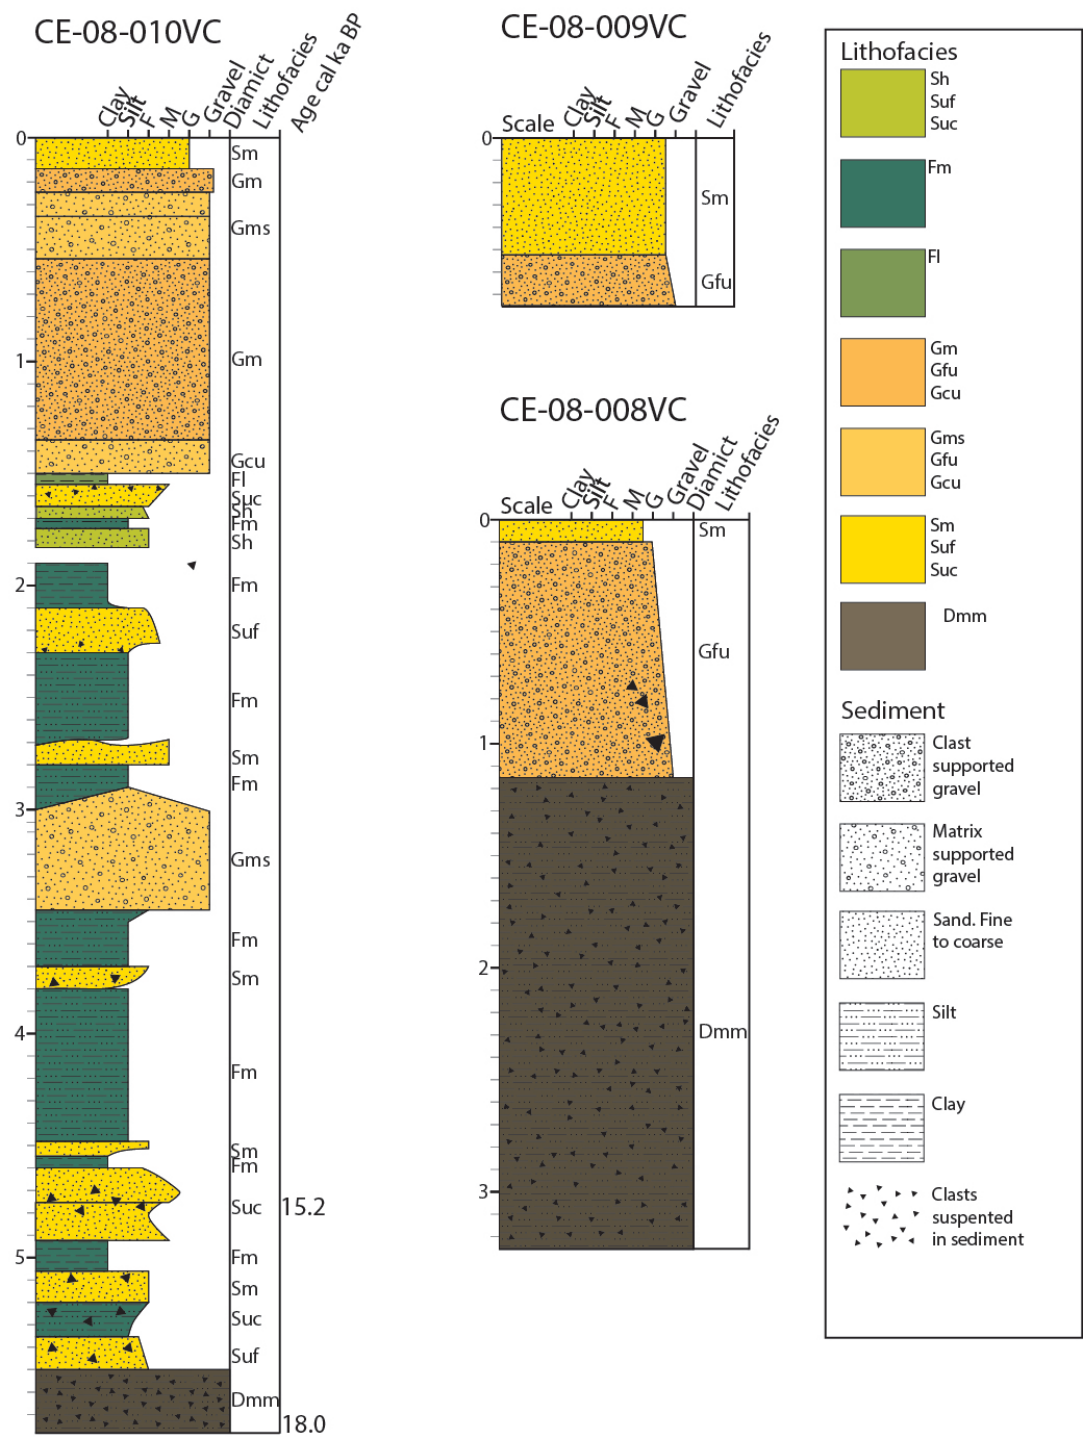 CE-08-010VC
Clay
Silt
F
M
G
Gravel
Diamict
Lithofacies
Age cal ka BP
0
1
2
3
4
5
Sm
Gm
Gms
Gm
Gcu
Fl
Suc
Sh
Fm
Sh
Fm
Suf
Fm
Sm
Fm
Gms
Fm
Sm
Fm
Sm
Fm
Suc
Fm
Sm
Suc
Suf
Dmm
15.2
18.0
CE-08-009VC
Scale
Clay
Silt
F
M
G
Gravel
Lithofacies
0
Sm
Gfu
CE-08-008VC
Scale
Clay
Silt
F
M
G
Gravel
Diamict
Lithofacies
0
1
2
3
Sm
Gfu
Dmm
Lithofacies
Sh
Suf
Suc
Fm
Fl
Gm
Gfu
Gcu
Gms
Gfu
Gcu
Sm
Suf
Suc
Dmm
Sediment
Clast
supported
gravel
Matrix
supported
gravel
Sand. Fine
to coarse
Silt
Clay
Clasts
suspented
in sediment